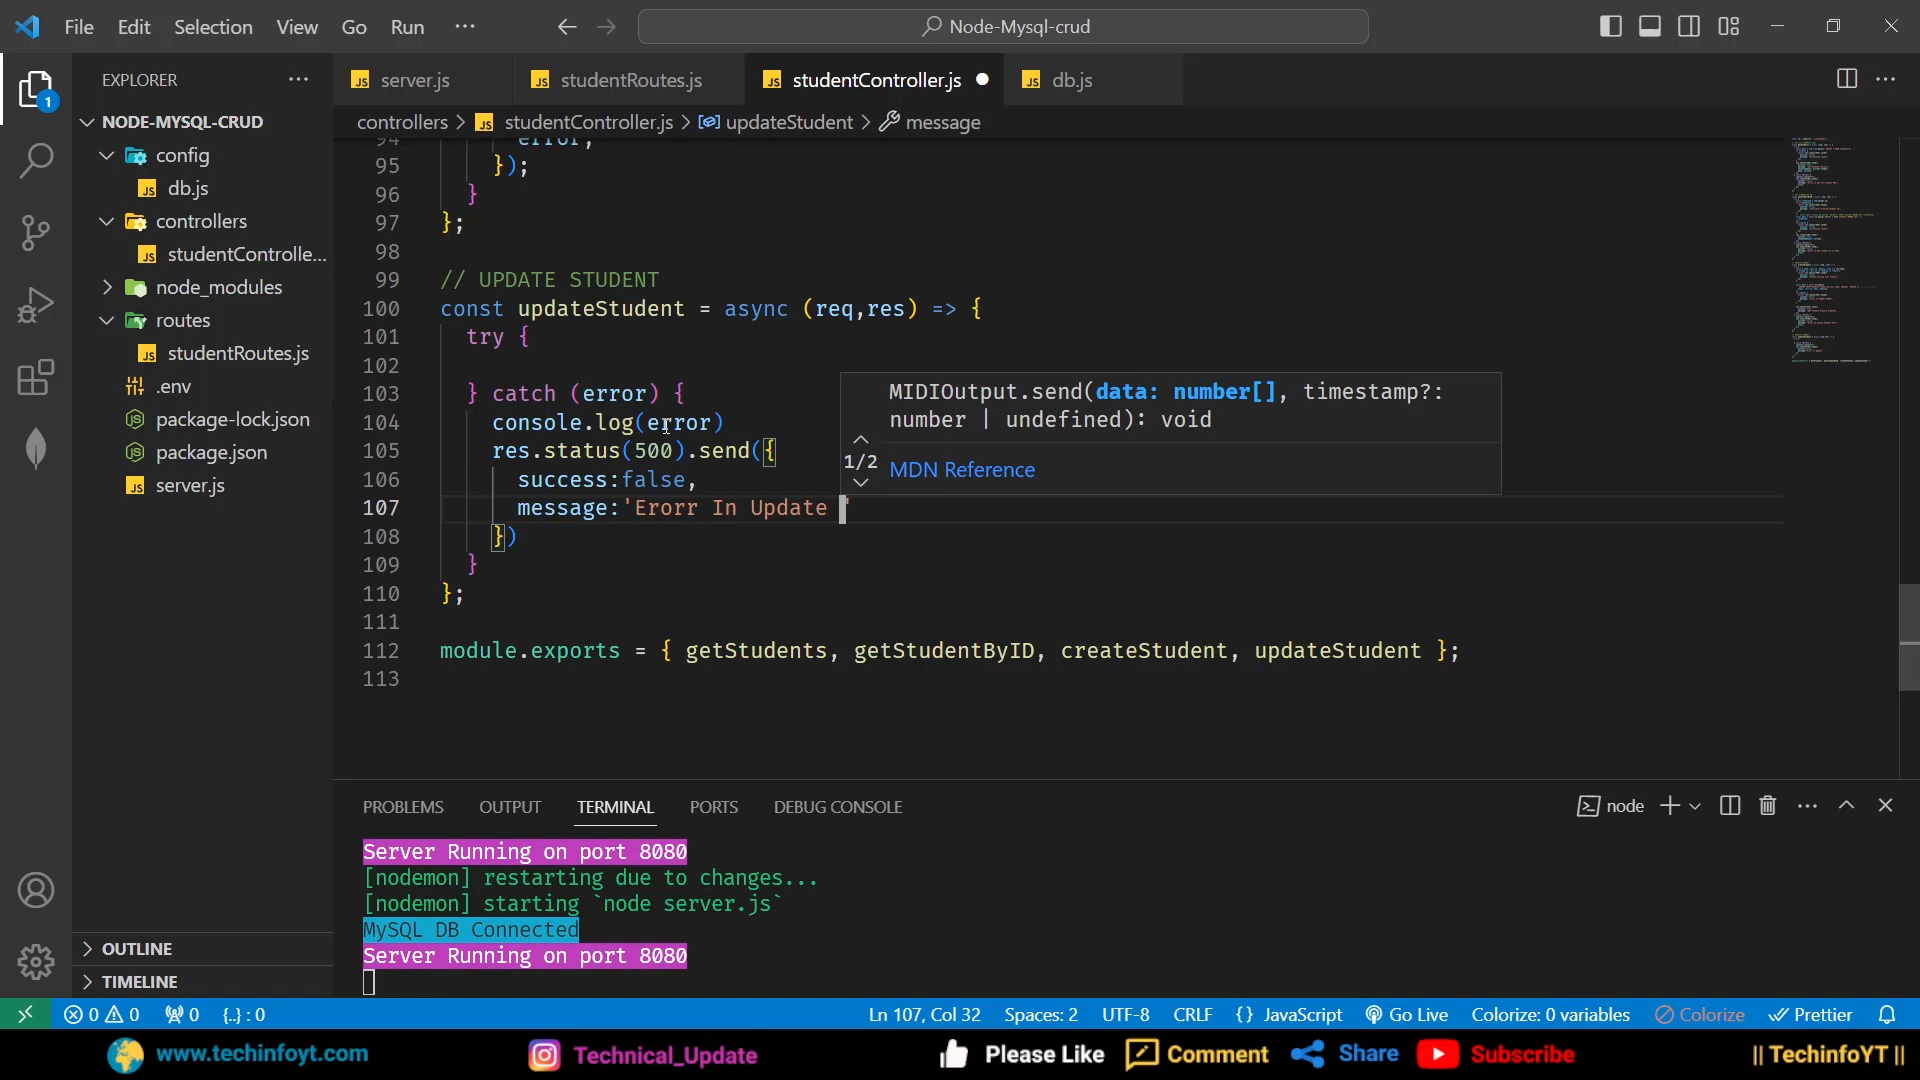 File Edit Selection View Go Run ···
Node-Mysql-crud
EXPLORER ···
server.js
studentRoutes.js
studentController.js
db.js
1
controllers > studentController.js > updateStudent > message
NODE-MYSQL-CRUD
config
db.js
controllers
studentControlle...
node_modules
routes
studentRoutes.js
.env
package-lock.json
package.json
server.js
OUTLINE
TIMELINE
94 error,
95 });
96 }
97 };
98
99 // UPDATE STUDENT
100 const updateStudent = async (req,res) => {
101 try {
102
103 } catch (error) {
104 console.log(error)
105 res.status(500).send({
106 success:false,
107 message:'Erorr In Update '
108 })
109 }
110 };
111
112 module.exports = { getStudents, getStudentByID, createStudent, updateStudent };
113
MIDIOutput.send(data: number[], timestamp?:
number | undefined): void
1/2
MDN Reference
PROBLEMS OUTPUT TERMINAL PORTS DEBUG CONSOLE
node
Server Running on port 8080
[nodemon] restarting due to changes...
[nodemon] starting `node server.js`
MySQL DB Connected
Server Running on port 8080
0 0 0 {..} : 0
Ln 107, Col 32 Spaces: 2 UTF-8 CRLF {} JavaScript Go Live Colorize: 0 variables Colorize Prettier
www.techinfoyt.com Technical_Update Please Like Comment Share Subscribe || TechinfoYT ||